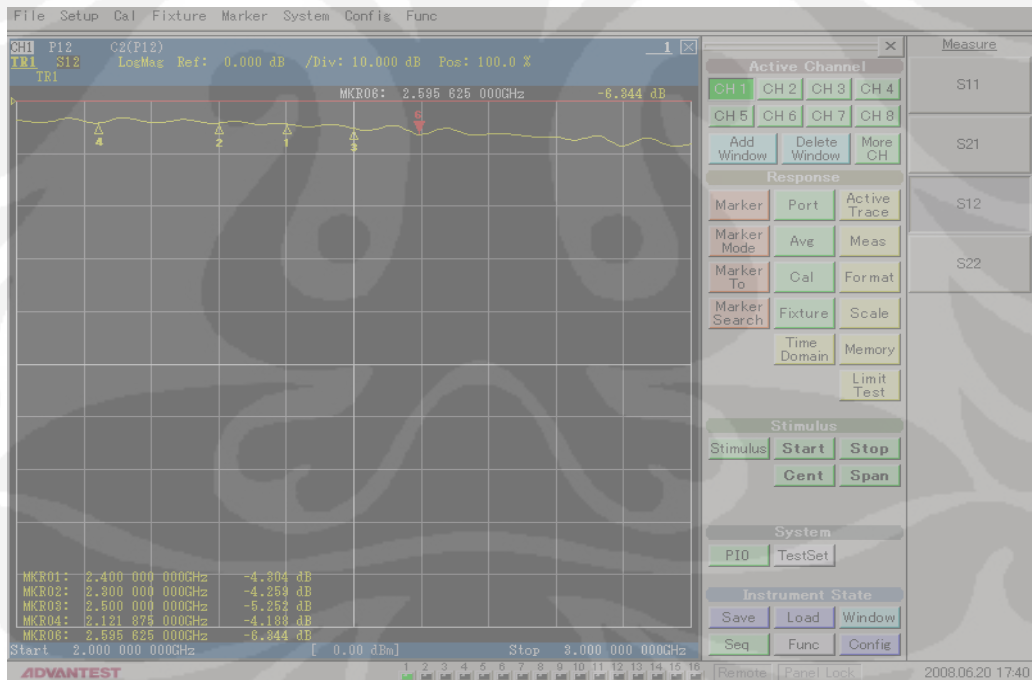 File Setup Cal Fixture Marker System Config Func
CH1 P12 C2(P12) 1
TR1 S12 LogMag Ref: 0.000 dB /Div: 10.000 dB Pos: 100.0 %
TR1
MKR06: 2.595 625 000GHz -6.344 dB
6
4 2 1 3
MKR01: 2.400 000 000GHz -4.304 dB
MKR02: 2.300 000 000GHz -4.259 dB
MKR03: 2.500 000 000GHz -5.252 dB
MKR04: 2.121 875 000GHz -4.188 dB
MKR06: 2.595 625 000GHz -6.344 dB
Start 2.000 000 000GHz [ 0.00 dBm] Stop 3.000 000 000GHz
Active Channel
CH 1 CH 2 CH 3 CH 4
CH 5 CH 6 CH 7 CH 8
Add Window Delete Window More CH
Response
Marker Port Active Trace
Marker Mode Avg Meas
Marker To Cal Format
Marker Search Fixture Scale
Time Domain Memory
Limit Test
Stimulus
Stimulus Start Stop
Cent Span
System
PIO TestSet
Instrument State
Save Load Window
Seq Func Config
Measure
S11
S21
S12
S22
ADVANTEST 1 2 3 4 5 6 7 8 9 10 11 12 13 14 15 16 Remote Panel Lock 2008.06.20 17:40